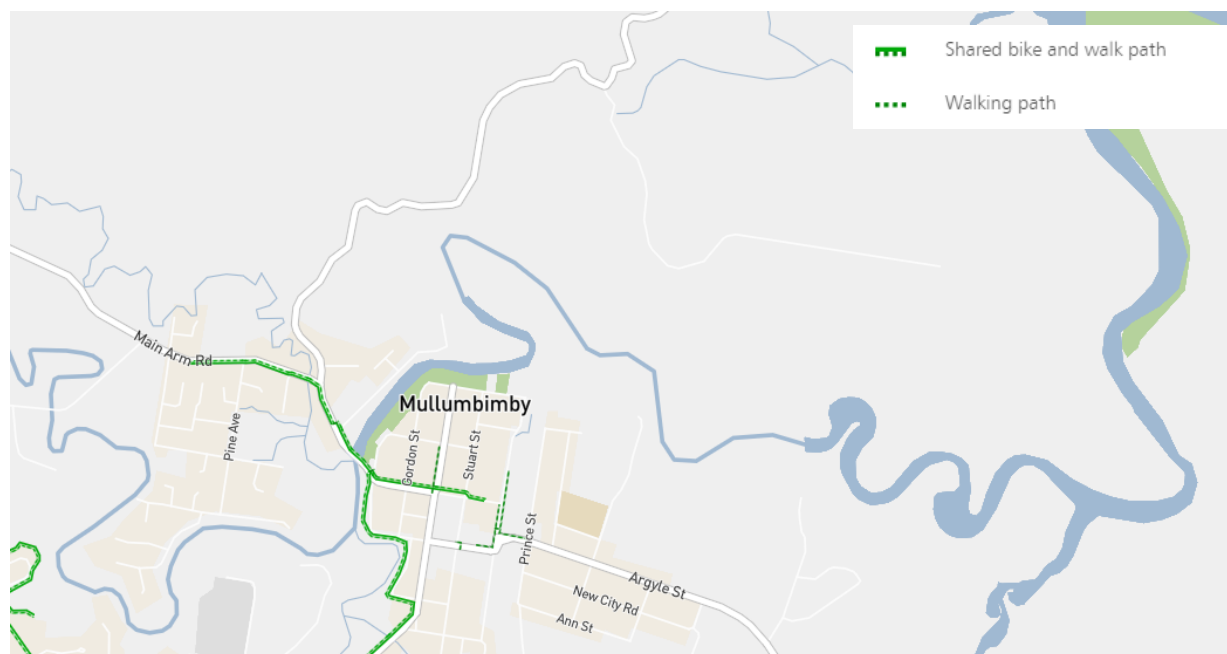 Shared bike and walk path
Walking path
Main Arm Rd
Mullumbimby
Pine Ave
Gordon St
Stuart St
Prince St
Argyle St
New City Rd
Ann St